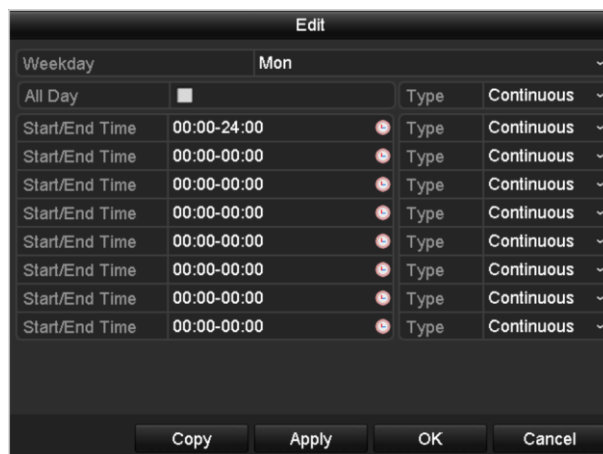 Edit
Weekday Mon
All Day Type Continuous
Start/End Time 00:00-24:00 Type Continuous
Start/End Time 00:00-00:00 Type Continuous
Start/End Time 00:00-00:00 Type Continuous
Start/End Time 00:00-00:00 Type Continuous
Start/End Time 00:00-00:00 Type Continuous
Start/End Time 00:00-00:00 Type Continuous
Start/End Time 00:00-00:00 Type Continuous
Start/End Time 00:00-00:00 Type Continuous
Copy Apply OK Cancel